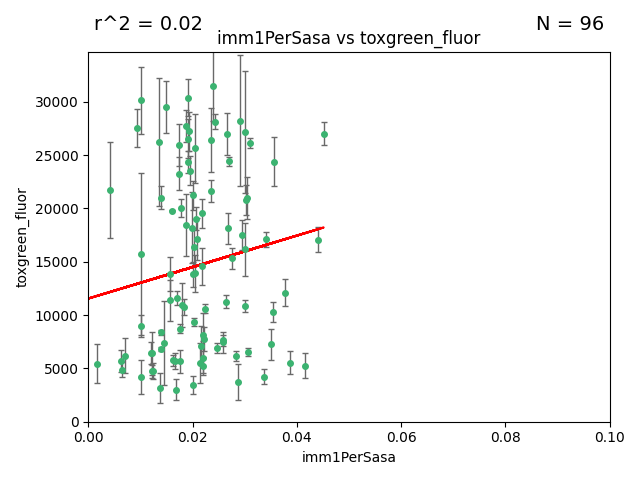 r^2 = 0.02
N = 96
imm1PerSasa vs toxgreen_fluor
toxgreen_fluor
30000
25000
20000
15000
10000
5000
0
0.00
0.02
0.04
0.06
0.08
0.10
imm1PerSasa